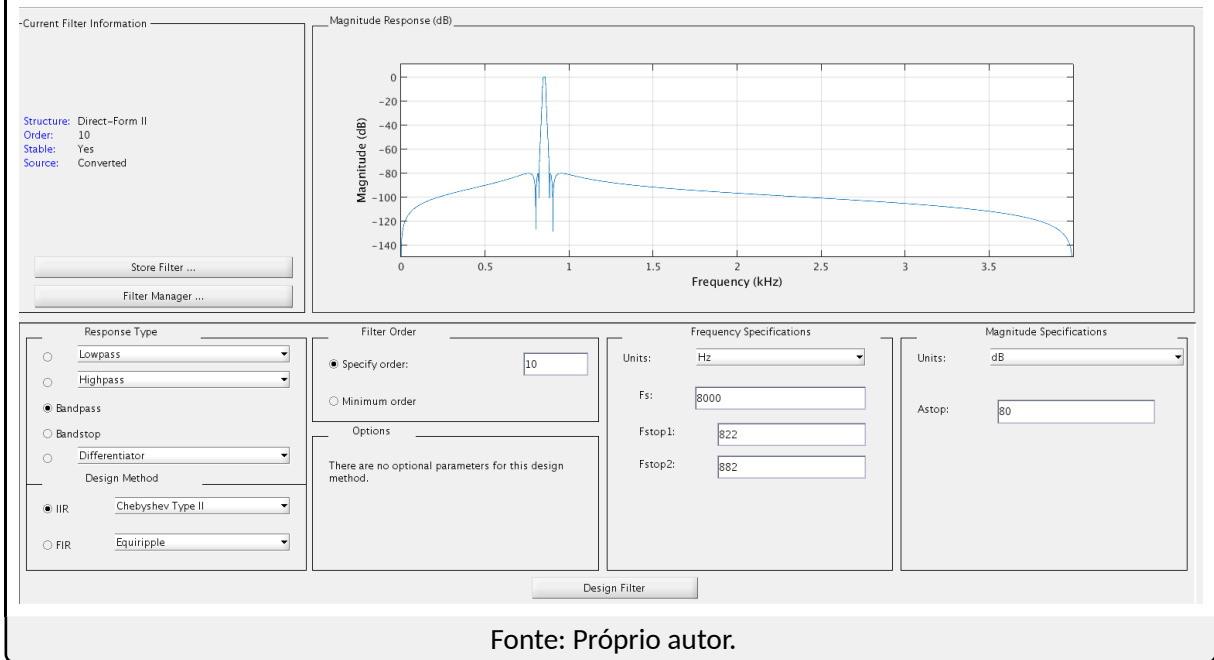 Current Filter Information
Structure: Direct-Form II
Order: 10
Stable: Yes
Source: Converted
Store Filter ...
Filter Manager ...
Magnitude Response (dB)
Magnitude (dB)
0
-20
-40
-60
-80
-100
-120
-140
0 0.5 1 1.5 2 2.5 3 3.5
Frequency (kHz)
Response Type
Lowpass
Highpass
Bandpass
Bandstop
Differentiator
Design Method
IIR Chebyshev Type II
FIR Equiripple
Filter Order
Specify order: 10
Minimum order
Options
There are no optional parameters for this design
method.
Frequency Specifications
Units: Hz
Fs: 8000
Fstop1: 822
Fstop2: 882
Magnitude Specifications
Units: dB
Astop: 80
Design Filter
Fonte: Próprio autor.